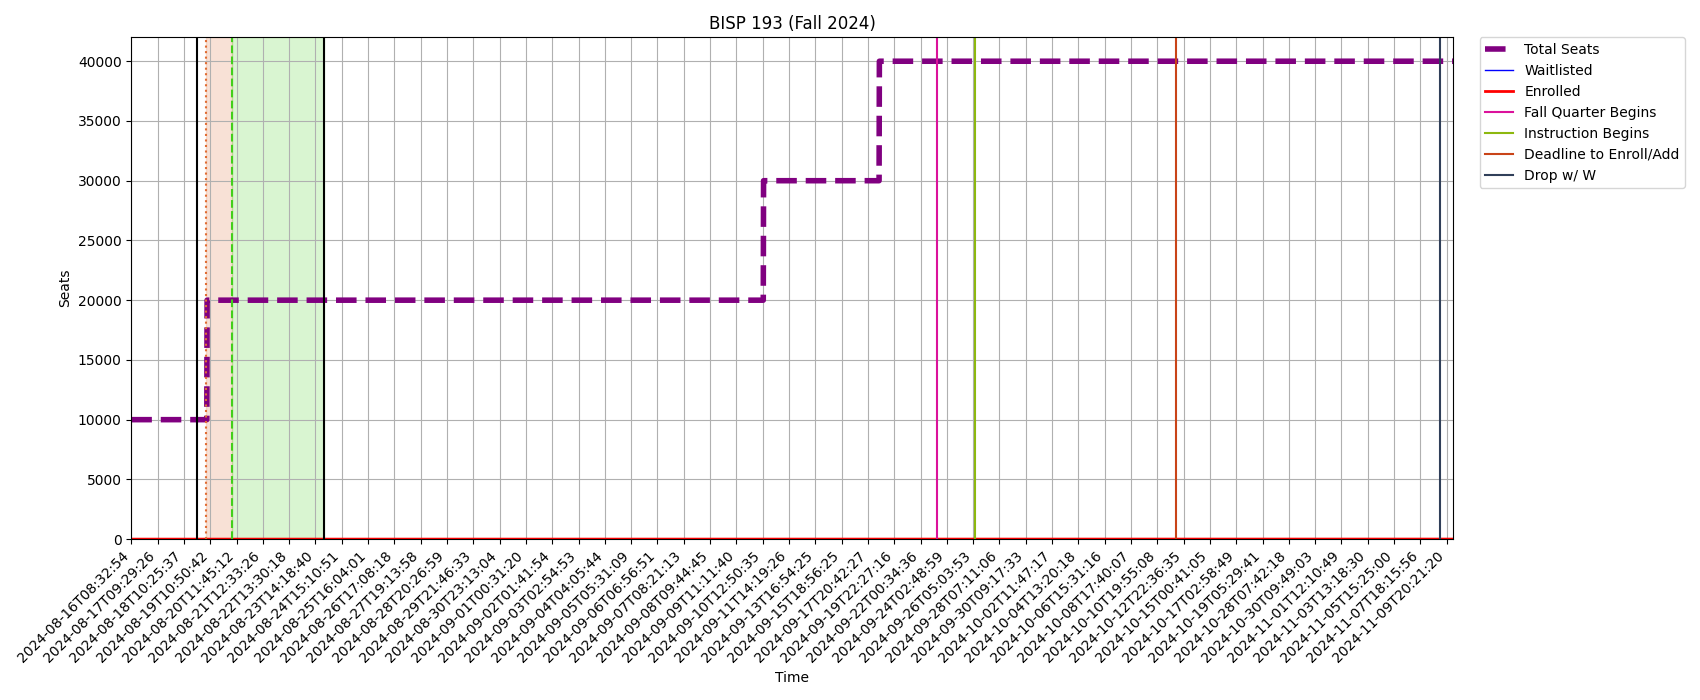 BISP 193 (Fall 2024)
Total Seats
Waitlisted
Enrolled
Fall Quarter Begins
Instruction Begins
Deadline to Enroll/Add
Drop w/ W
Seats
40000
35000
30000
25000
20000
15000
10000
5000
0
2024-08-16T08:32:54
2024-08-17T09:29:26
2024-08-18T10:25:37
2024-08-19T10:50:42
2024-08-20T11:45:12
2024-08-21T12:33:26
2024-08-22T13:30:18
2024-08-23T14:18:40
2024-08-24T15:10:51
2024-08-25T16:04:01
2024-08-26T17:08:18
2024-08-27T19:13:58
2024-08-28T20:26:59
2024-08-29T21:46:33
2024-08-30T23:13:04
2024-09-01T00:31:20
2024-09-02T01:41:54
2024-09-03T02:54:53
2024-09-04T04:05:44
2024-09-05T05:31:09
2024-09-06T06:56:51
2024-09-07T08:21:13
2024-09-08T09:44:45
2024-09-09T11:11:40
2024-09-10T12:50:35
2024-09-11T14:19:26
2024-09-13T16:54:25
2024-09-15T18:56:25
2024-09-17T20:42:27
2024-09-19T22:27:16
2024-09-22T00:34:36
2024-09-24T02:48:59
2024-09-26T05:03:53
2024-09-28T07:11:06
2024-09-30T09:17:33
2024-10-02T11:47:17
2024-10-04T13:20:18
2024-10-06T15:31:16
2024-10-08T17:40:07
2024-10-10T19:55:08
2024-10-12T22:36:35
2024-10-15T00:41:05
2024-10-17T02:58:49
2024-10-19T05:29:41
2024-10-28T07:42:18
2024-10-30T09:49:03
2024-11-01T12:10:49
2024-11-03T13:18:30
2024-11-05T15:25:00
2024-11-07T18:15:56
2024-11-09T20:21:20
Time